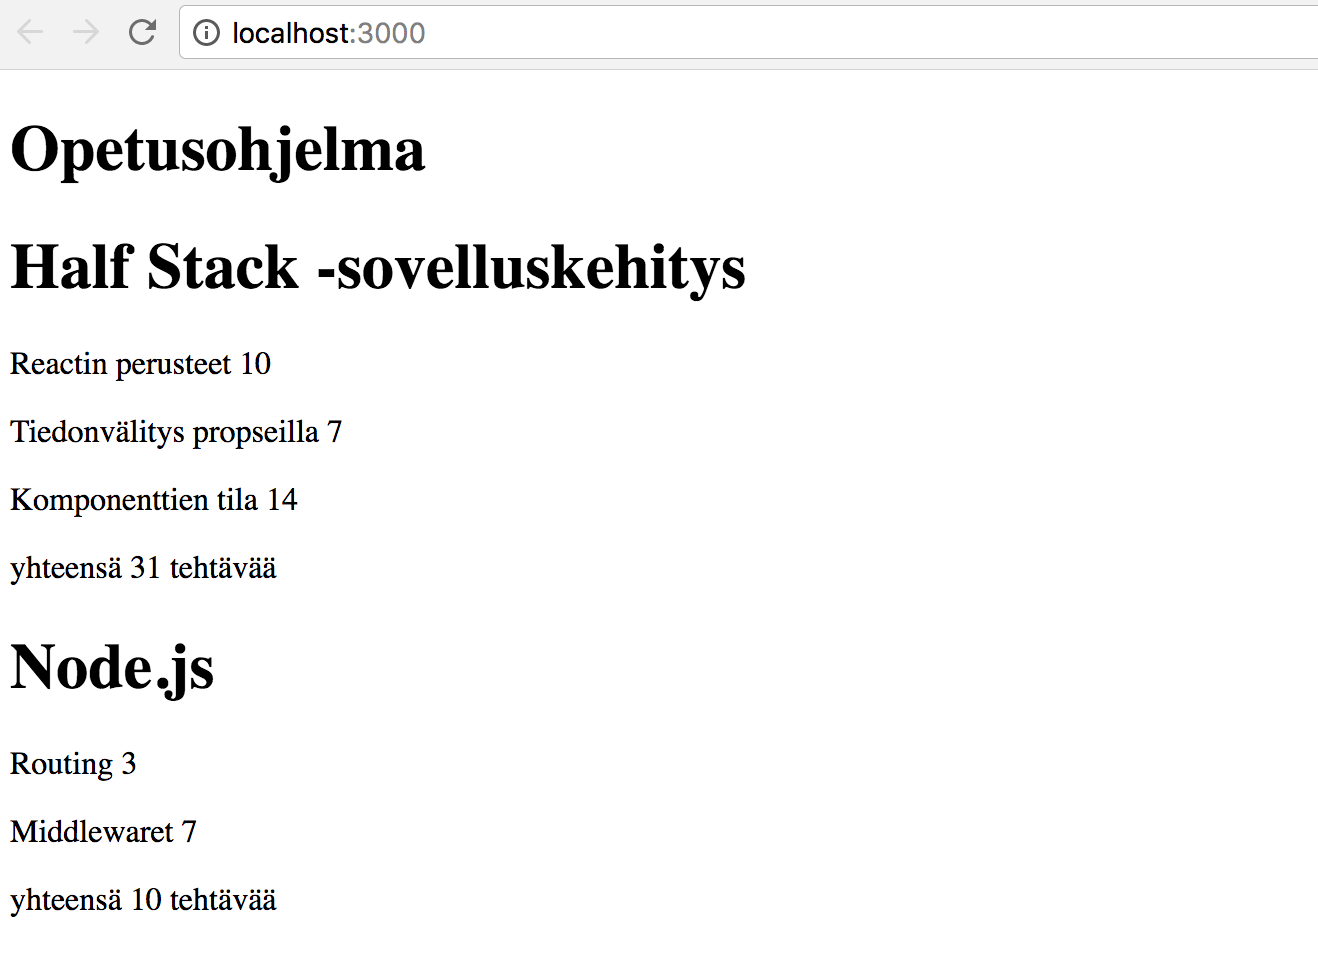 localhost:3000
Opetusohjelma
Half Stack -sovelluskehitys
Reactin perusteet 10
Tiedonvälitys propseilla 7
Komponenttien tila 14
yhteensä 31 tehtävää
Node.js
Routing 3
Middlewaret 7
yhteensä 10 tehtävää